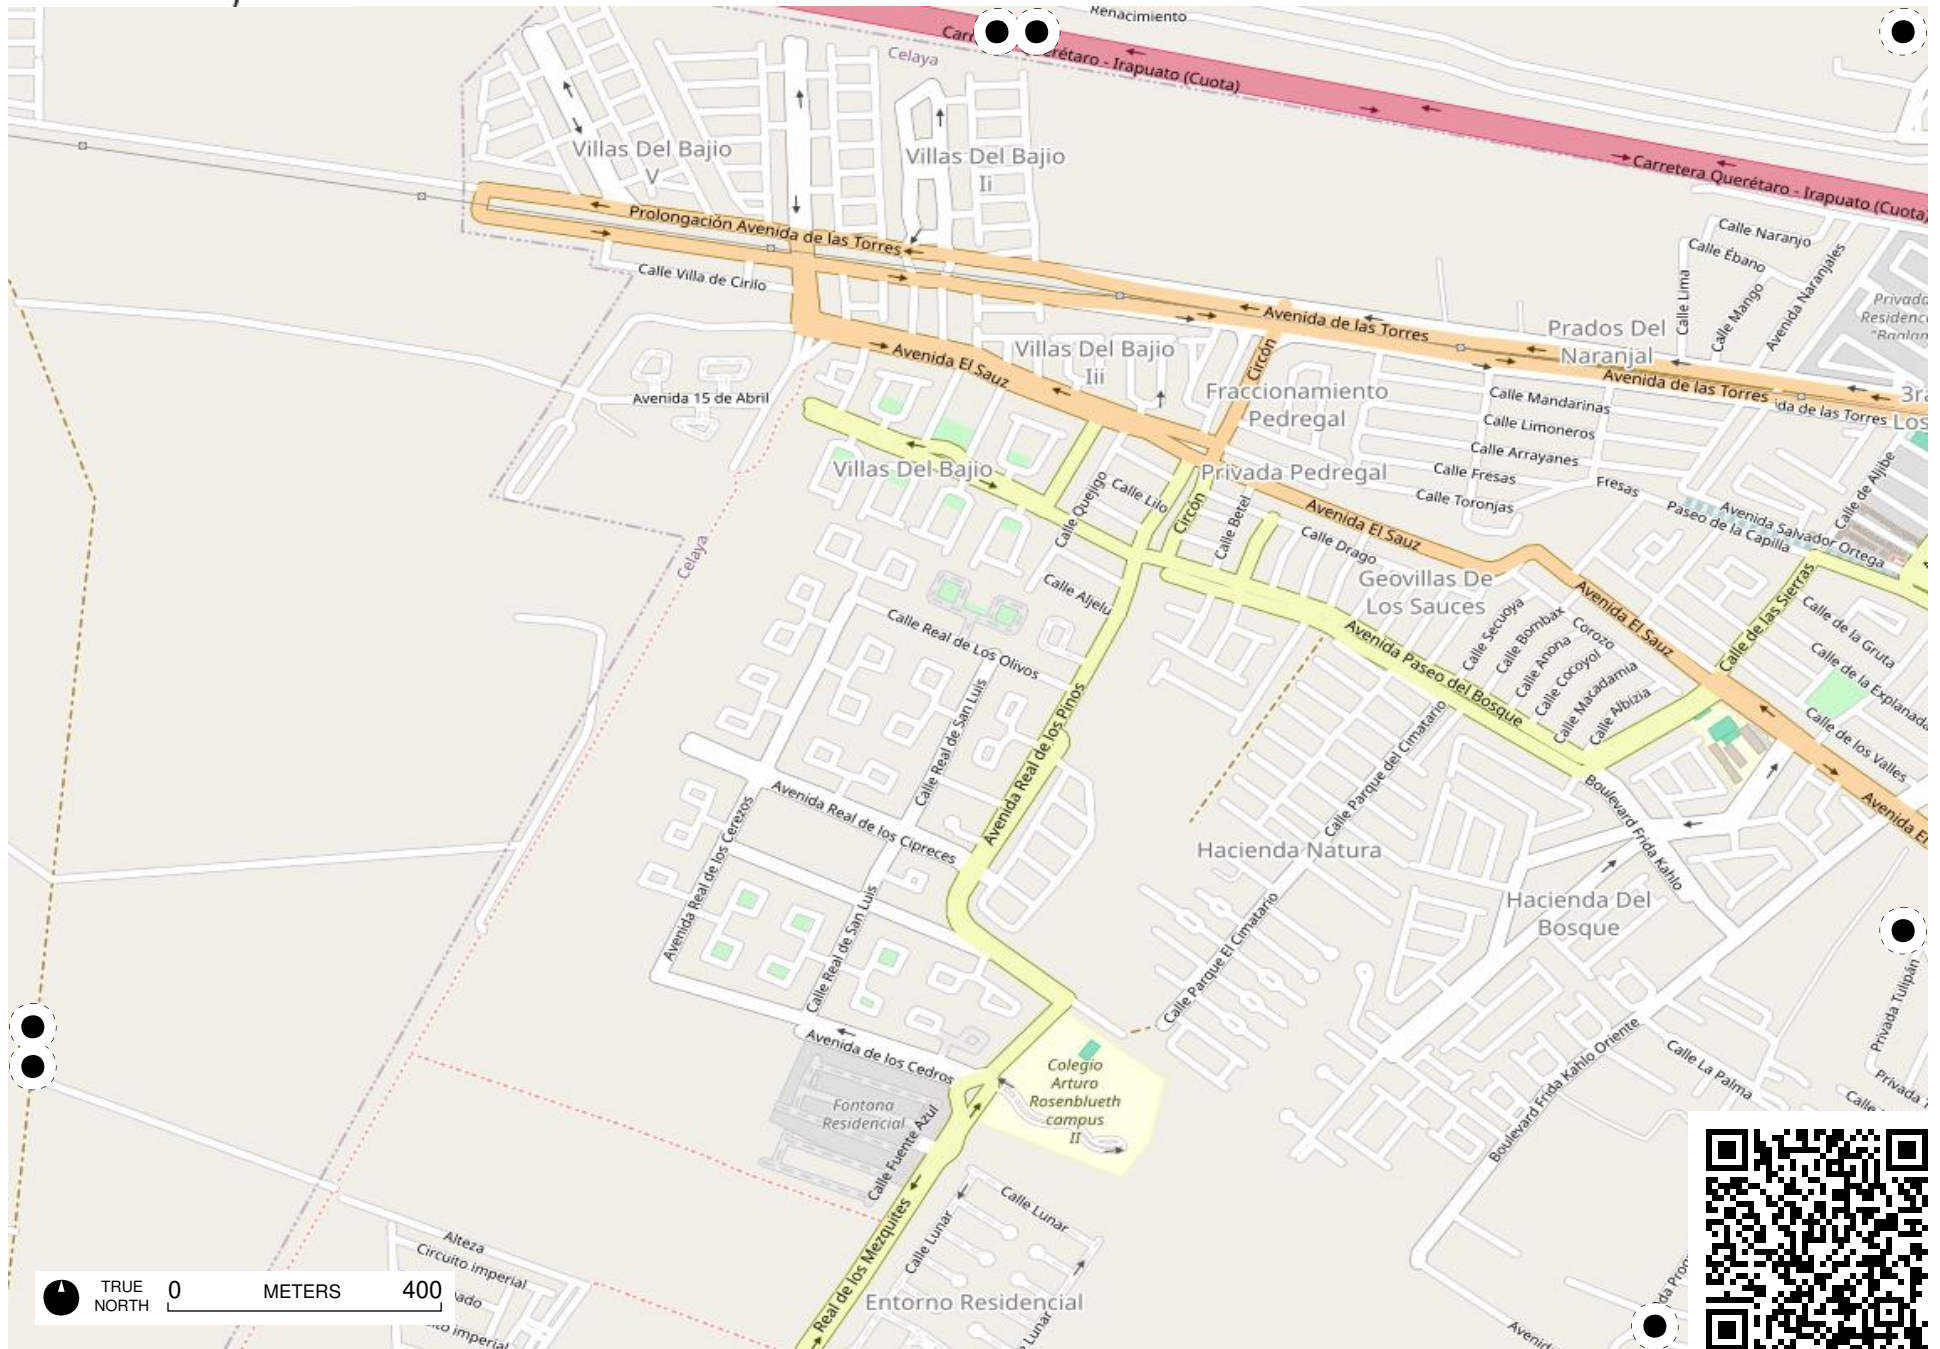 Renacimiento
Querétaro - Irapuato (Cuota)
Celaya
Carretera Querétaro - Irapuato (Cuota)
Villas Del Bajio
V
Villas Del Bajio
Ii
Prolongación Avenida de las Torres
Calle Villa de Cirilo
Calle Naranjo
Calle Ébano
Calle Lima
Calle Mango
Avenida Naranjales
Avenida de las Torres
Prados Del
Naranjal
Avenida El Sauz
Villas Del Bajio
Iii
Circón
Fraccionamiento
Pedregal
Avenida de las Torres
da de las Torres
3ra
Los
Avenida 15 de Abril
Calle Mandarinas
Calle Limoneros
Calle Arrayanes
Calle Fresas
Calle Toronjas
Fresas
Villas Del Bajio
Privada Pedregal
Calle Quejigo
Calle Lilo
Circón
Calle Betel
Avenida El Sauz
Calle Drago
Paseo de la Capilla
Avenida Salvador Ortega
Calle de Aljibe
Celaya
Calle Aljelu
Geovillas De
Los Sauces
Avenida El Sauz
Calle de las Sierras
Calle de la Gruta
Calle de la Explanada
Calle de los Valles
Calle Real de Los Olivos
Avenida Paseo del Bosque
Calle Secuoya
Calle Bombax
Corozo
Calle Anona
Calle Cocoyol
Calle Macadamia
Calle Albizia
Calle Real de San Luis
Avenida Real de los Pinos
Calle Parque del Cimatario
Boulevard Frida Kahlo
Avenida El
Avenida Real de los Cipreces
Avenida Real de los Cerezos
Hacienda Natura
Hacienda Del
Bosque
Calle Real de San Luis
Calle Parque El Cimatario
Privada Tulipán
Avenida de los Cedros
Boulevard Frida Kahlo Oriente
Calle La Palma
Privada
Calle
Colegio
Arturo
Rosenblueth
campus
II
Fontana
Residencial
Calle Fuente Azul
Real de los Mezquites
Calle Lunar
Calle Lunar
Lunar
Entorno Residencial
Alteza
Circuito imperial
imperial
TRUE
NORTH
0 METERS 400